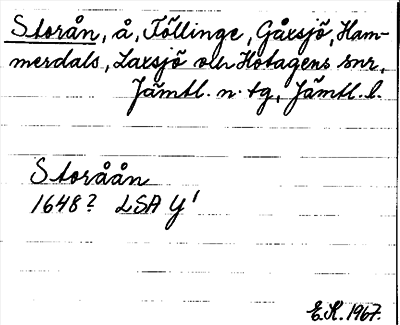 Storån, å, Föllinge, Gåxsjö, Ham-
merdals, Laxsjö och Hotagens snr,
Jämtl. n. tg, Jämtl. l.
Storåån
1648? LSA Y'
E.K. 1967.